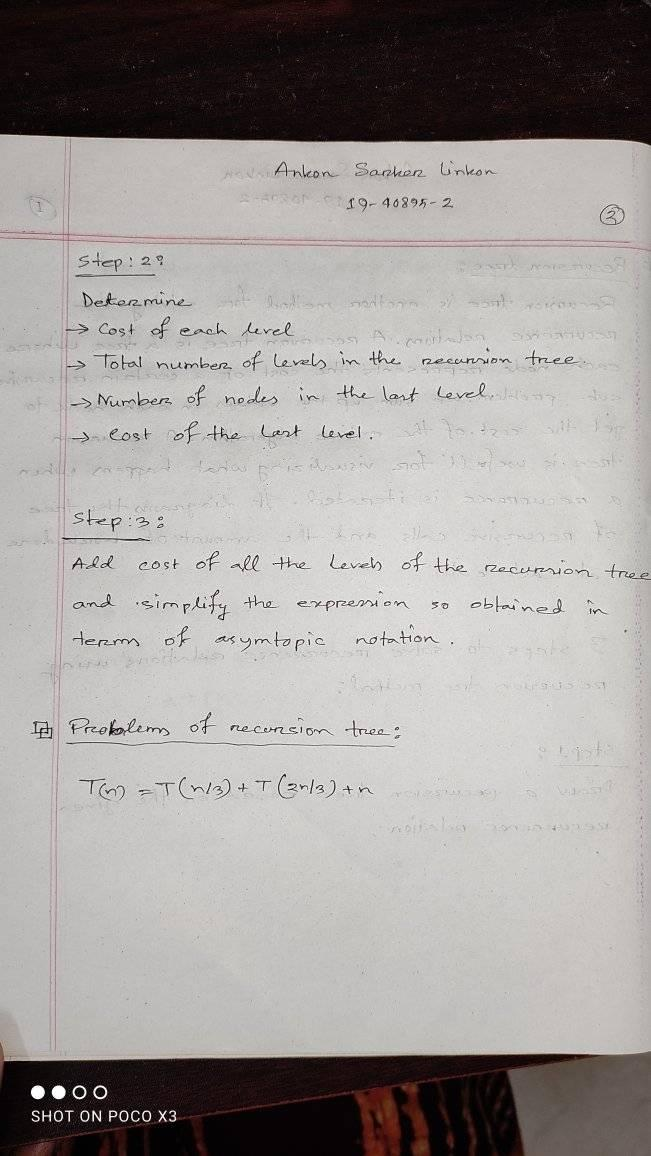 Ankon Sarker Linkon
19-40895-2
2
Step: 2:
Determine
→ Cost of each level
→ Total number of levels in the recursion tree.
→ Number of nodes in the last level
→ Cost of the last level.
Step: 3:
Add cost of all the levels of the recursion tree
and simplify the expression so obtained in
terms of asymtopic notation.
Problems of recursion tree:
T(n) = T(n/3) + T(2n/3) + n
SHOT ON POCO X3